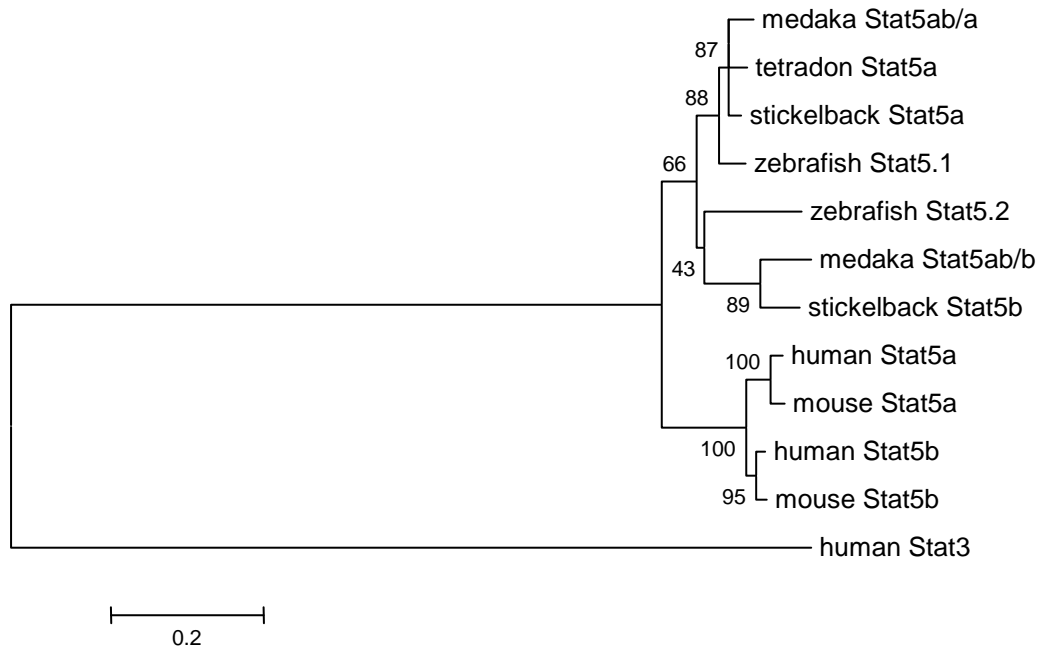 medaka Stat5ab/a
87
tetradon Stat5a
88
stickelback Stat5a
66
zebrafish Stat5.1
zebrafish Stat5.2
medaka Stat5ab/b
43
89
stickelback Stat5b
human Stat5a
100
mouse Stat5a
100
human Stat5b
95
mouse Stat5b
human Stat3
0.2